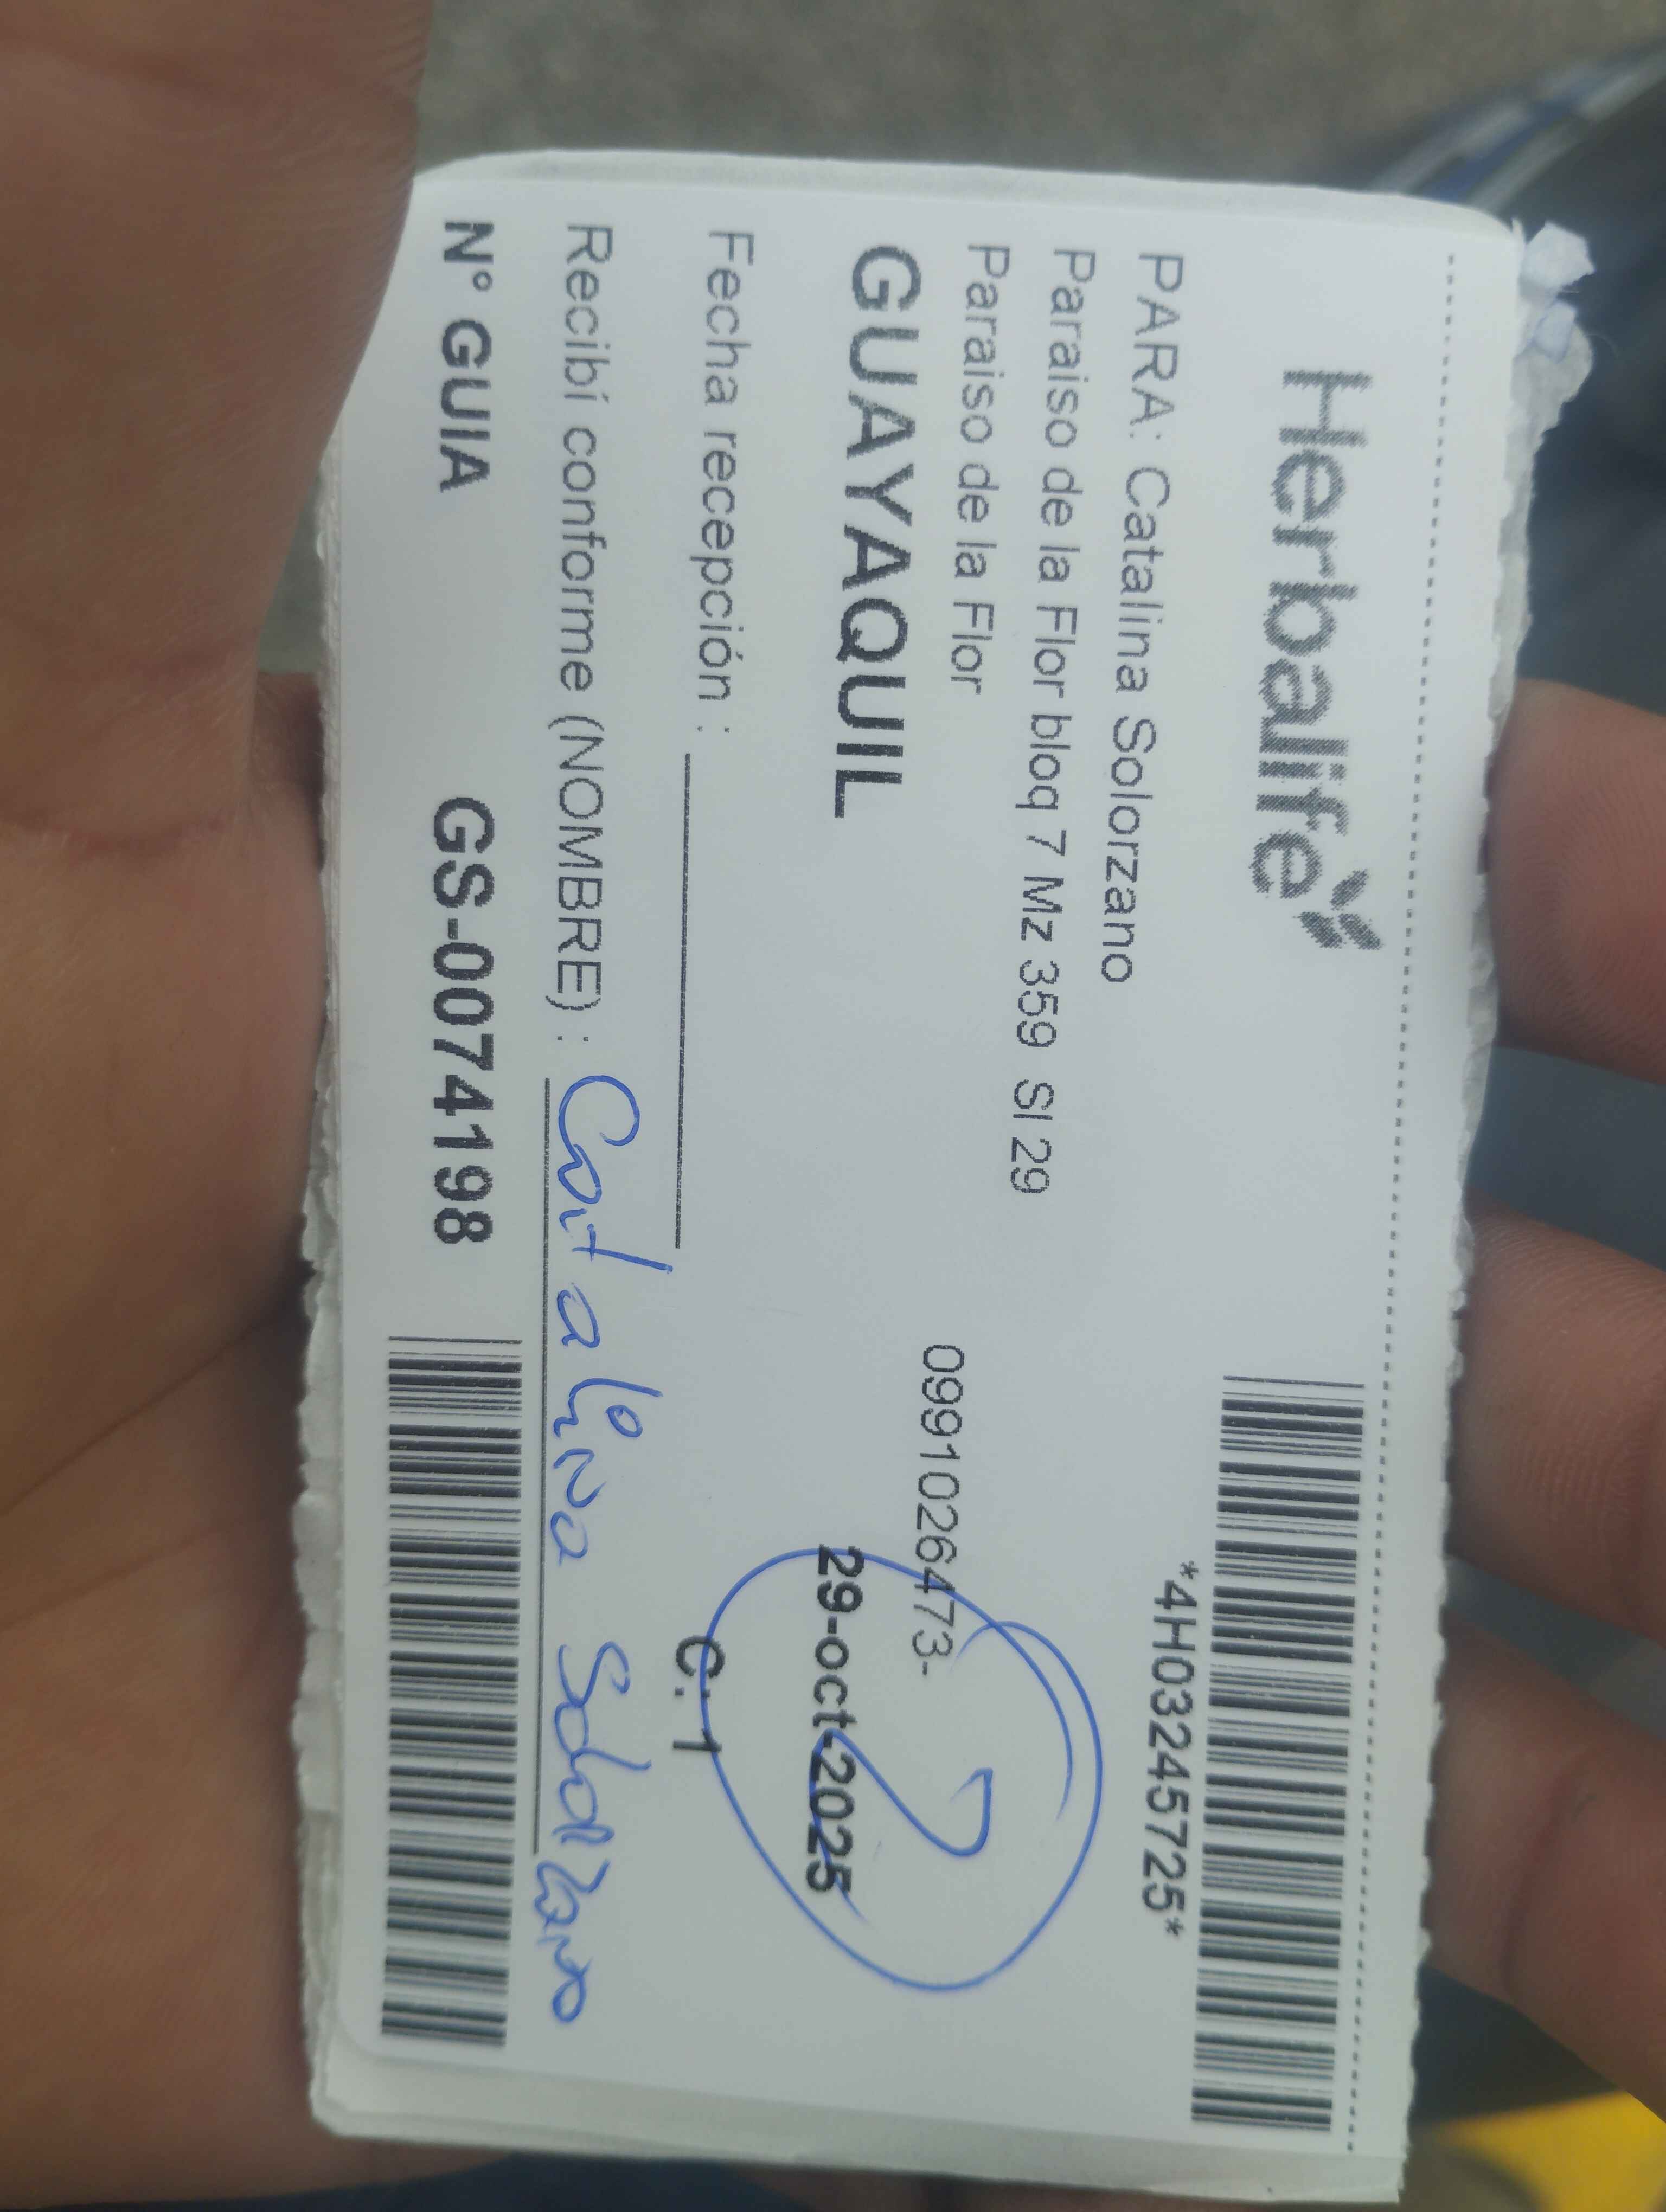 Herbalife
*4H03245725*
PARA: Catalina Solorzano
Paraiso de la Flor bloq 7 Mz 359 Sl 29
Paraiso de la Flor
0991026473-
GUAYAQUIL
29-oct-2025
2
Fecha recepción :
C: 1
Recibí conforme (NOMBRE) : Catalina Solorzano
N° GUIA GS-0074198